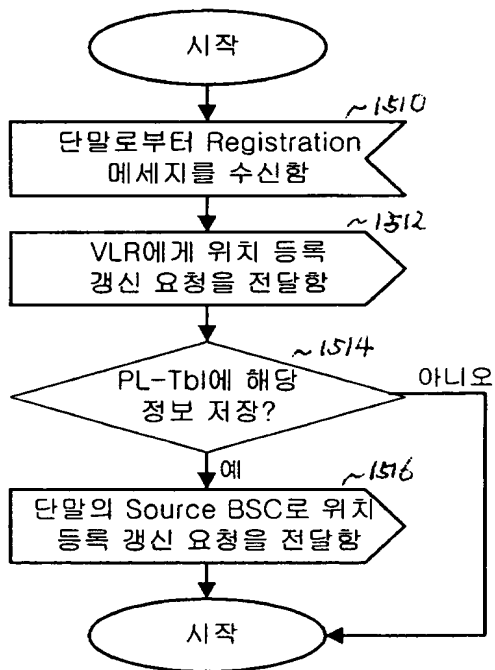 시작
~1510
단말로부터 Registration
메세지를 수신함
~1512
VLR에게 위치 등록
갱신 요청을 전달함
~1514
PL-Tbl에 해당
정보 저장?
아니오
예
~1516
단말의 Source BSC로 위치
등록 갱신 요청을 전달함
시작